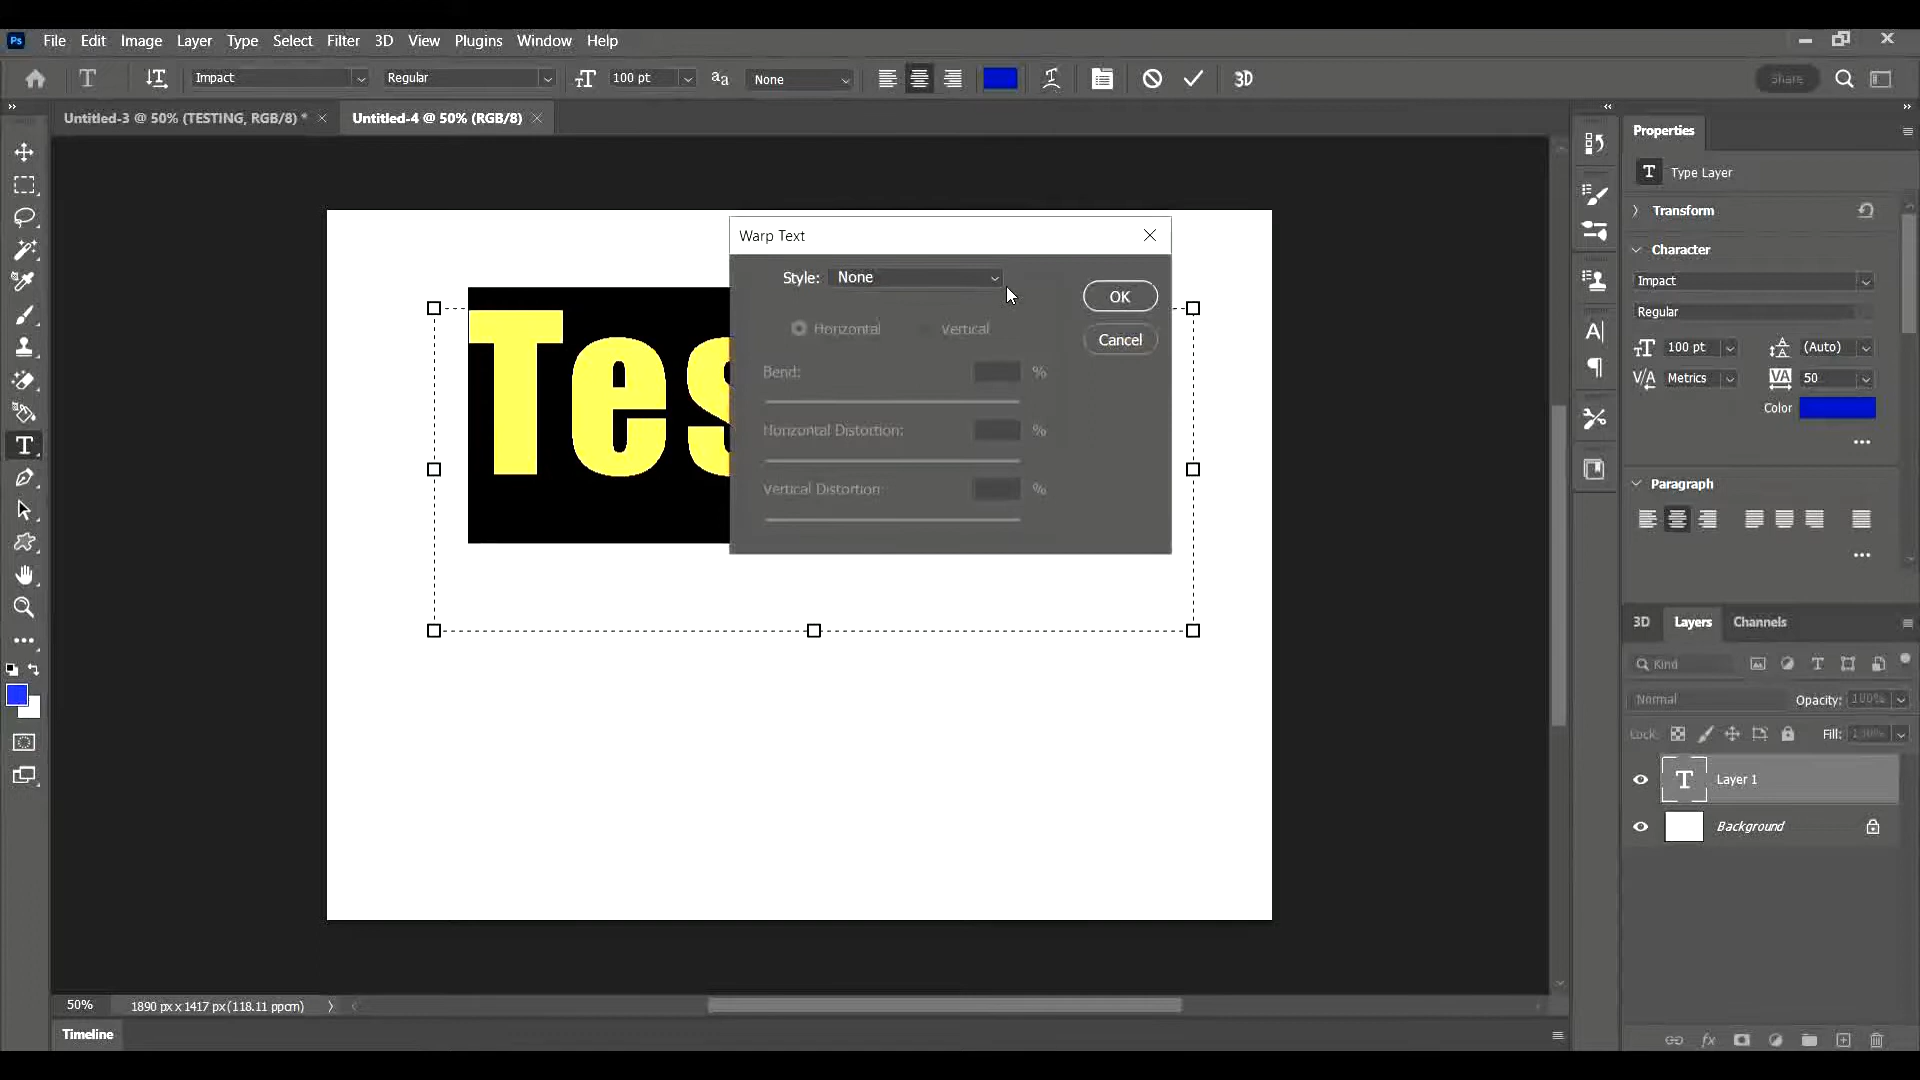 Ps File Edit Image Layer Type Select Filter 3D View Plugins Window Help
T Impact Regular 100 pt aa None 3D Share
Untitled-3 @ 50% (TESTING, RGB/8) * Untitled-4 @ 50% (RGB/8)
Properties
T Type Layer
Transform
Character
Impact
Regular
100 pt (Auto)
Metrics 50
Color
Paragraph
Warp Text
Style: None
OK
Horizontal Vertical
Cancel
Bend: %
Horizontal Distortion: %
Vertical Distortion: %
Tes
3D Layers Channels
Kind
Normal Opacity: 100%
Lock: Fill: 100%
T Layer 1
Background
50% 1890 px x 1417 px (118.11 ppcm)
Timeline